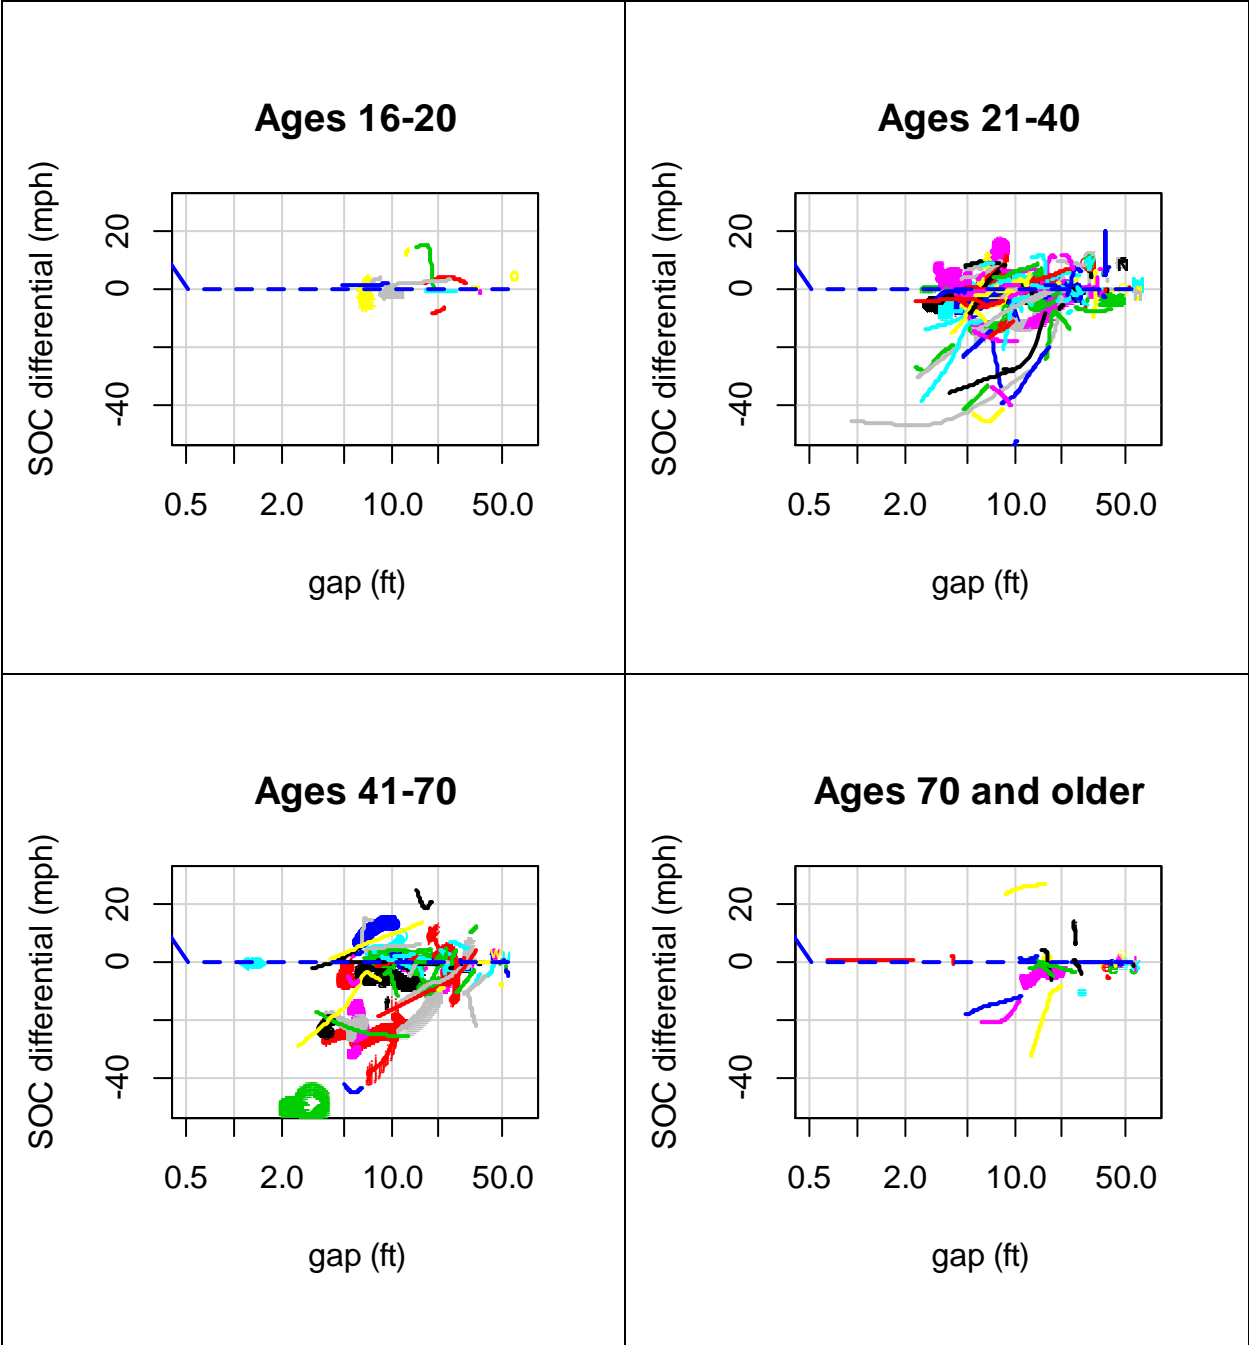 Ages 16-20
SOC differential (mph)
20
0
-40
0.5 2.0 10.0 50.0
gap (ft)
Ages 21-40
SOC differential (mph)
20
0
-40
0.5 2.0 10.0 50.0
gap (ft)
Ages 41-70
SOC differential (mph)
20
0
-40
0.5 2.0 10.0 50.0
gap (ft)
Ages 70 and older
SOC differential (mph)
20
0
-40
0.5 2.0 10.0 50.0
gap (ft)